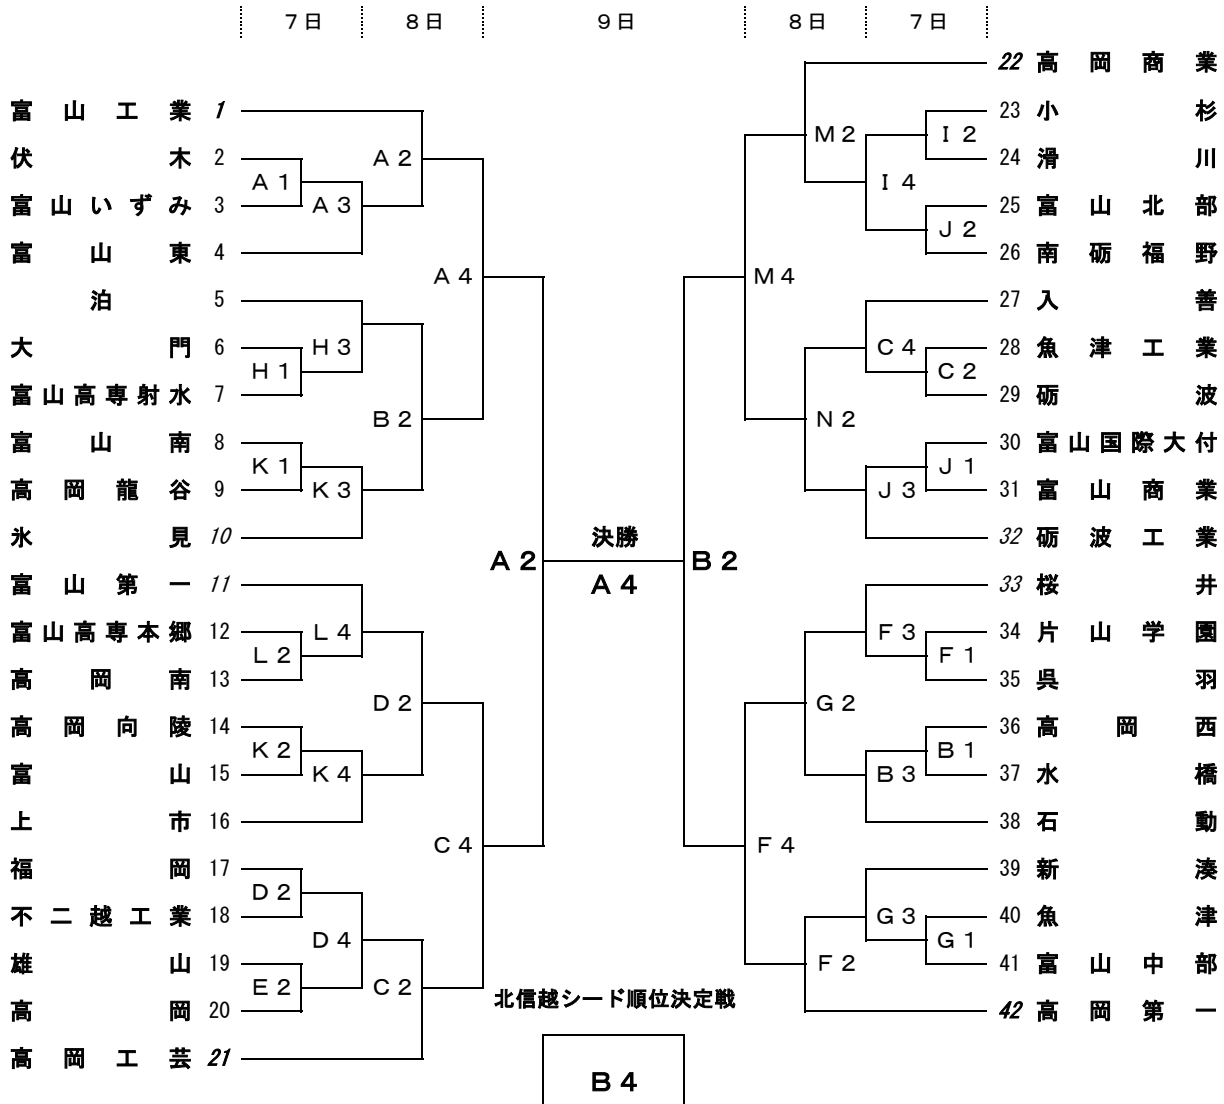 7日 8日 9日 8日 7日
富山工業 1
伏木 2
富山いずみ 3
富山東 4
泊 5
大門 6
富山高専射水 7
富山南 8
高岡龍谷 9
氷見 10
富山第一 11
富山高専本郷 12
高岡南 13
高岡向陵 14
富山 15
上市 16
福岡 17
不二越工業 18
雄山 19
高岡 20
高岡工芸 21
A1
H1
K1
L2
K2
D2
E2
A3
H3
K3
L4
K4
D4
A2
B2
D2
C2
A4
C4
A2
決勝
A4
B2
北信越シード順位決定戦
B4
M4
F4
M2
N2
G2
F2
I4
C4
J3
F3
B3
G3
I2
J2
C2
J1
F1
B1
G1
22 高岡商業
23 小杉
24 滑川
25 富山北部
26 南砺福野
27 入善
28 魚津工業
29 砺波
30 富山国際大付
31 富山商業
32 砺波工業
33 桜井
34 片山学園
35 呉羽
36 高岡西
37 水橋
38 石動
39 新湊
40 魚津
41 富山中部
42 高岡第一